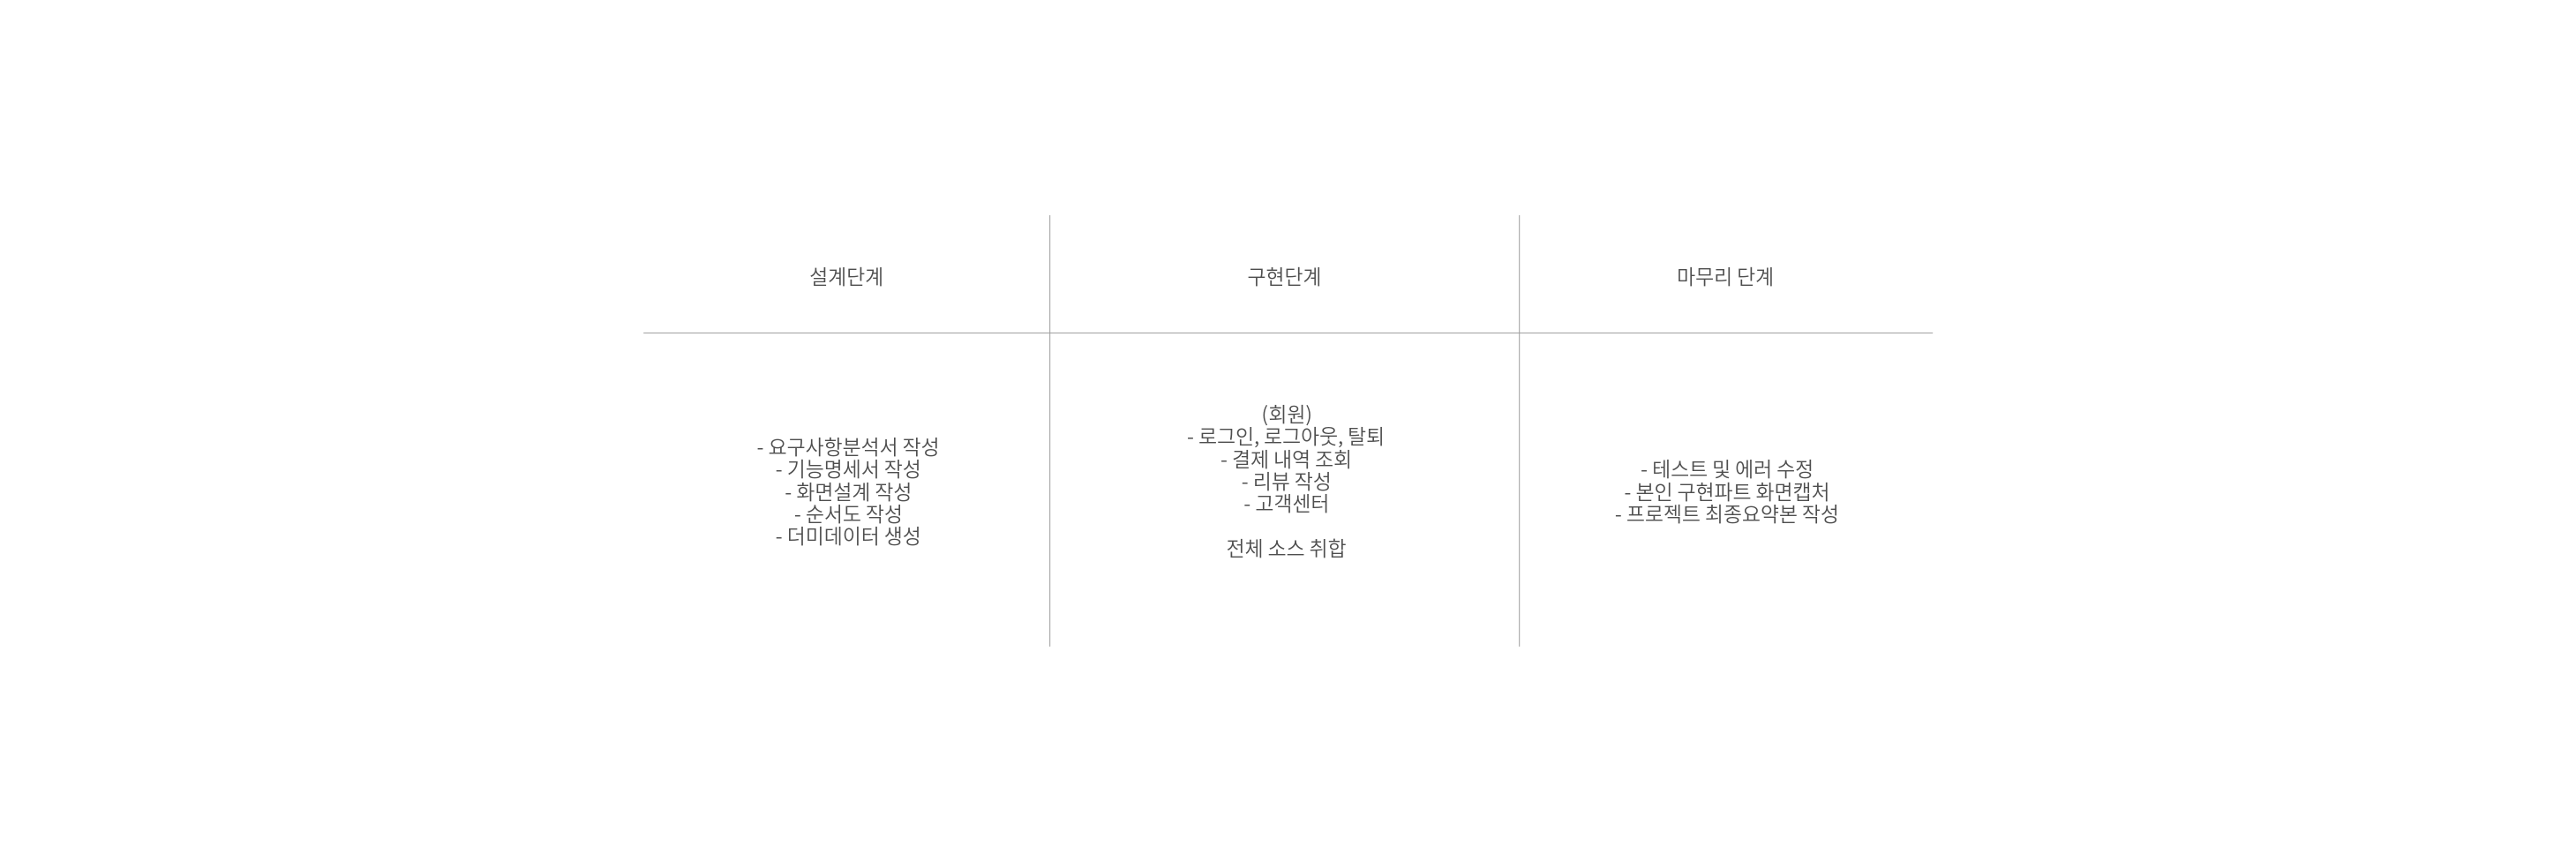 설계단계
구현단계
마무리 단계
- 요구사항분석서 작성
- 기능명세서 작성
- 화면설계 작성
- 순서도 작성
- 더미데이터 생성
(회원)
- 로그인, 로그아웃, 탈퇴
- 결제 내역 조회
- 리뷰 작성
- 고객센터
전체 소스 취합
- 테스트 및 에러 수정
- 본인 구현파트 화면캡처
- 프로젝트 최종요약본 작성